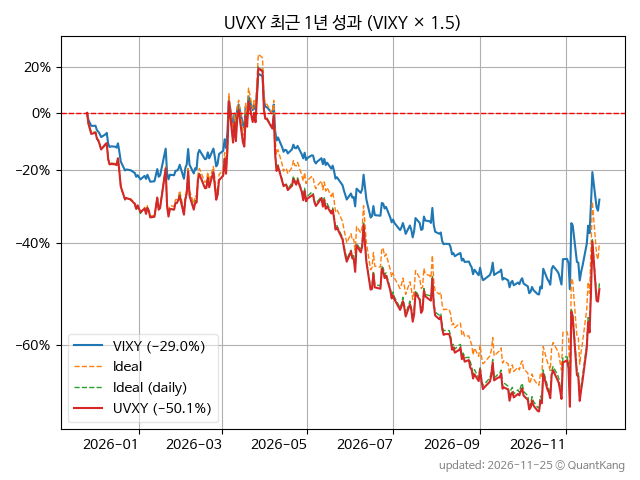 UVXY 최근 1년 성과 (VIXY × 1.5)
20%
0%
−20%
−40%
−60%
VIXY (−29.0%)
Ideal
Ideal (daily)
UVXY (−50.1%)
2026-01 2026-03 2026-05 2026-07 2026-09 2026-11
updated: 2026-11-25 © QuantKang